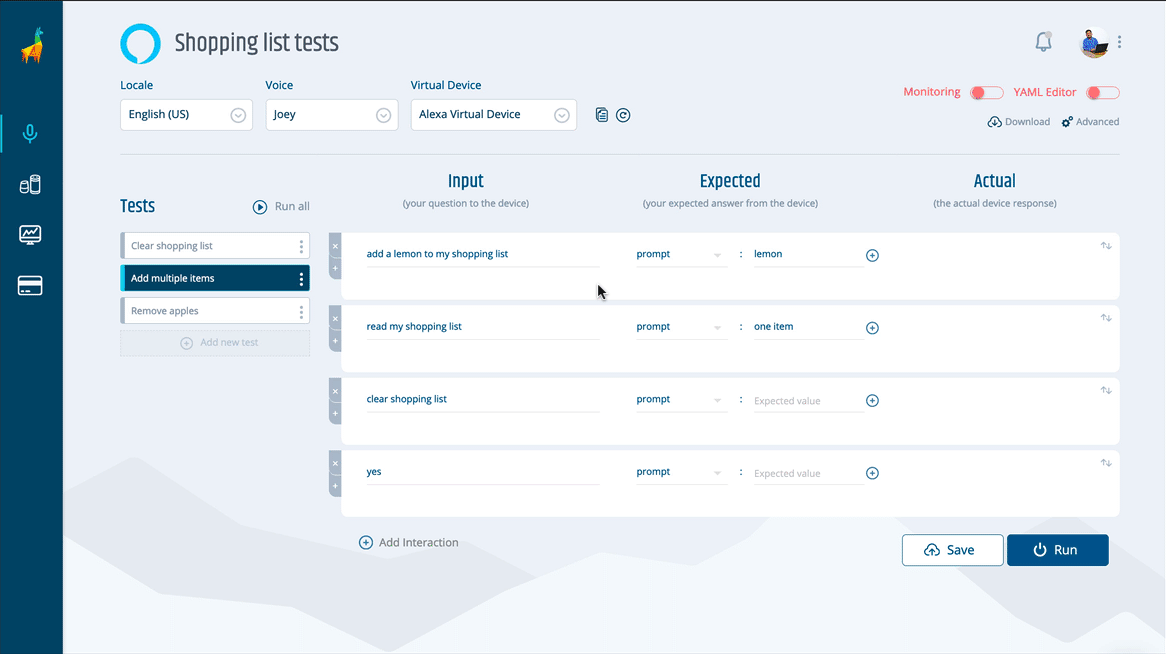 Shopping list tests
Locale
Voice
Virtual Device
English (US)
Joey
Alexa Virtual Device
Monitoring
YAML Editor
Download
Advanced
Tests
Run all
Clear shopping list
Add multiple items
Remove apples
Add new test
Input
(your question to the device)
Expected
(your expected answer from the device)
Actual
(the actual device response)
add a lemon to my shopping list
prompt
:
lemon
read my shopping list
prompt
:
one item
clear shopping list
prompt
:
Expected value
yes
prompt
:
Expected value
Add Interaction
Save
Run